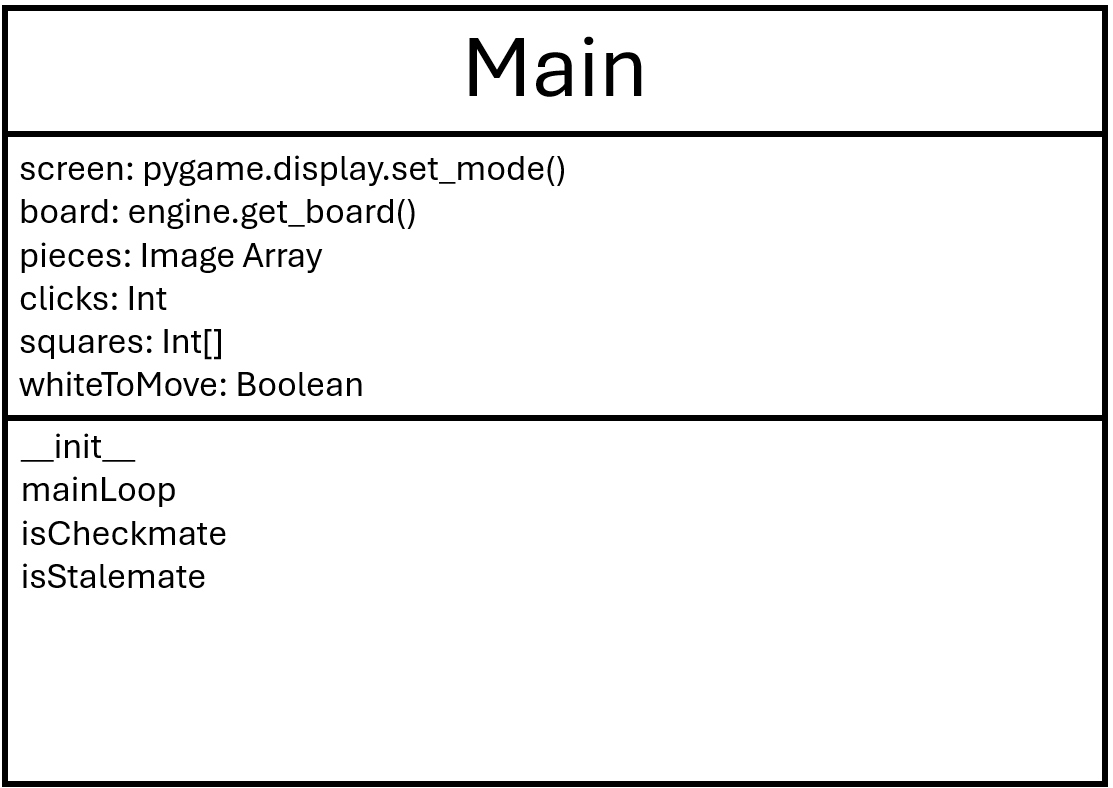 Main
screen: pygame.display.set_mode()
board: engine.get_board()
pieces: Image Array
clicks: Int
squares: Int[]
whiteToMove: Boolean
__init__
mainLoop
isCheckmate
isStalemate